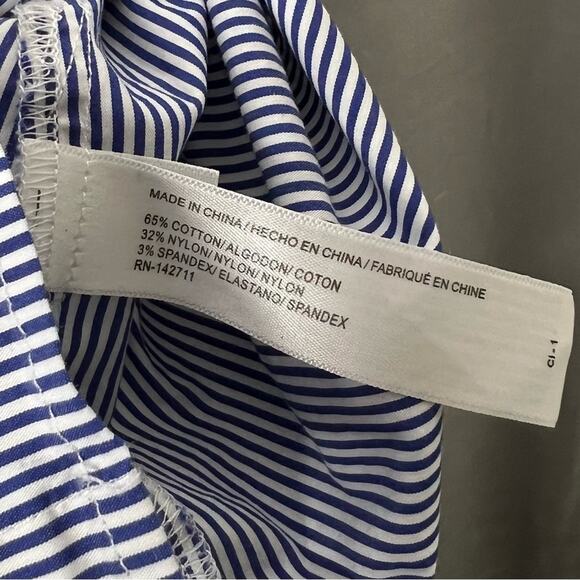 MADE IN CHINA / HECHO EN CHINA / FABRIQUÉ EN CHINE
65% COTTON/ALGODON/COTON
32% NYLON/NYLON/NYLON
3% SPANDEX/ELASTANO/SPANDEX
RN-142711
CI-1